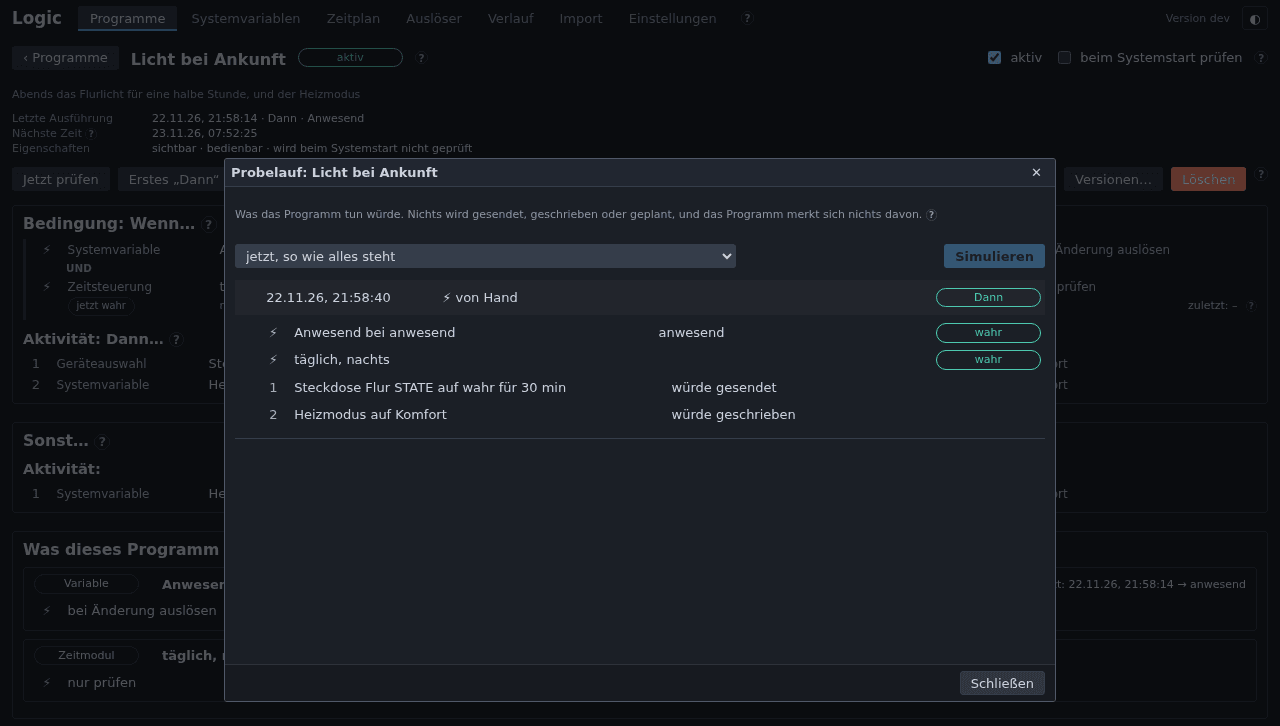 Logic Programme Systemvariablen Zeitplan Auslöser Verlauf Import Einstellungen ? Version dev
‹ Programme Licht bei Ankunft aktiv ? aktiv beim Systemstart prüfen ?
Abends das Flurlicht für eine halbe Stunde, und der Heizmodus
Letzte Ausführung 22.11.26, 21:58:14 · Dann · Anwesend
Nächste Zeit ? 23.11.26, 07:52:25
Eigenschaften sichtbar · bedienbar · wird beim Systemstart nicht geprüft
Jetzt prüfen Erstes „Dann“ Versionen… Löschen ?
Probelauf: Licht bei Ankunft ✕
Was das Programm tun würde. Nichts wird gesendet, geschrieben oder geplant, und das Programm merkt sich nichts davon. ?
jetzt, so wie alles steht Simulieren
22.11.26, 21:58:40 ⚡ von Hand Dann
⚡ Anwesend bei anwesend anwesend wahr
⚡ täglich, nachts wahr
1 Steckdose Flur STATE auf wahr für 30 min würde gesendet
2 Heizmodus auf Komfort würde geschrieben
Schließen
Bedingung: Wenn… ?
⚡ Systemvariable Änderung auslösen
UND
⚡ Zeitsteuerung prüfen
jetzt wahr zuletzt: – ?
Aktivität: Dann… ?
1 Geräteauswahl
2 Systemvariable
Sonst… ?
Aktivität:
1 Systemvariable
Was dieses Programm
Variable 22.11.26, 21:58:14 → anwesend
⚡ bei Änderung auslösen
Zeitmodul täglich,
⚡ nur prüfen